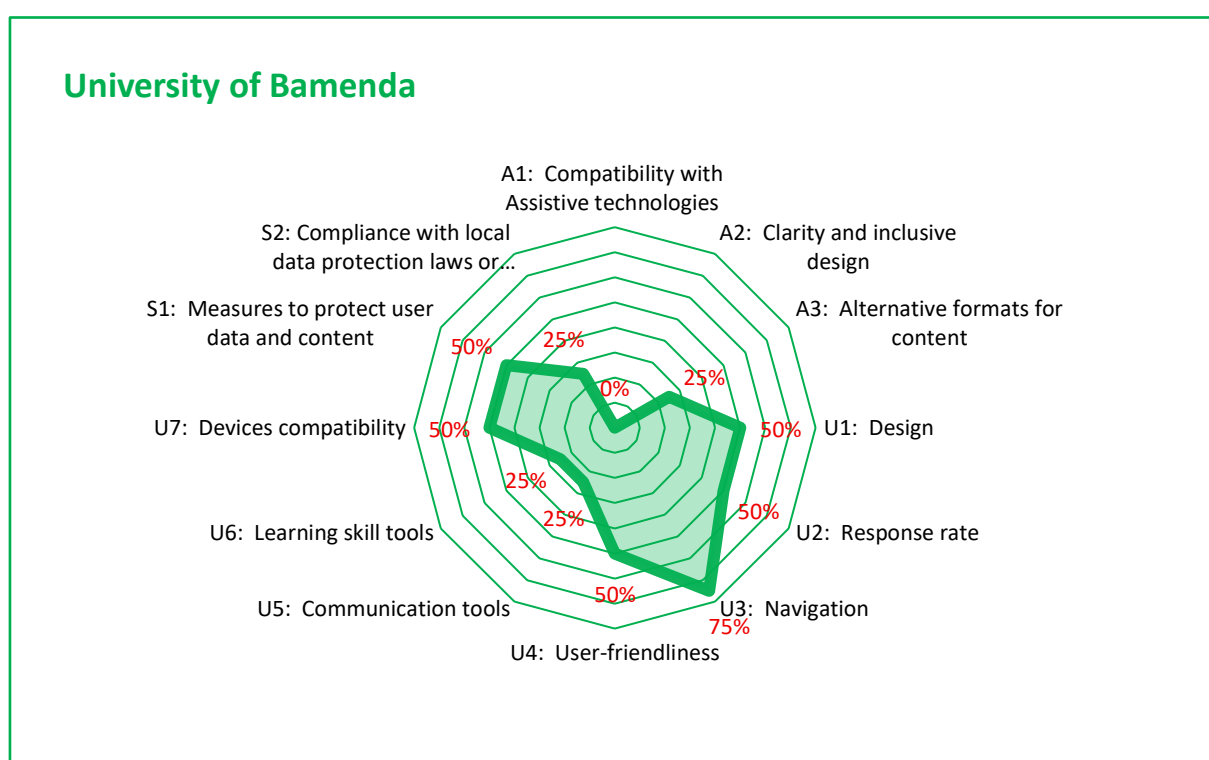 University of Bamenda
A1: Compatibility with
Assistive technologies
S2: Compliance with local
data protection laws or...
A2: Clarity and inclusive
design
S1: Measures to protect user
data and content
A3: Alternative formats for
content
50%
25%
0%
25%
U7: Devices compatibility
50%
50%
U1: Design
25%
50%
U6: Learning skill tools
25%
U2: Response rate
50%
U5: Communication tools
U3: Navigation
75%
U4: User-friendliness